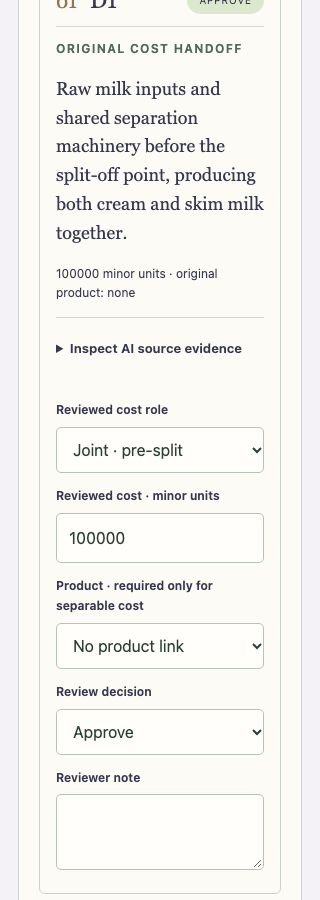 01 D1
APPROVE
ORIGINAL COST HANDOFF
Raw milk inputs and
shared separation
machinery before the
split-off point, producing
both cream and skim milk
together.
100000 minor units · original
product: none
Inspect AI source evidence
Reviewed cost role
Joint · pre-split
Reviewed cost · minor units
100000
Product · required only for
separable cost
No product link
Review decision
Approve
Reviewer note